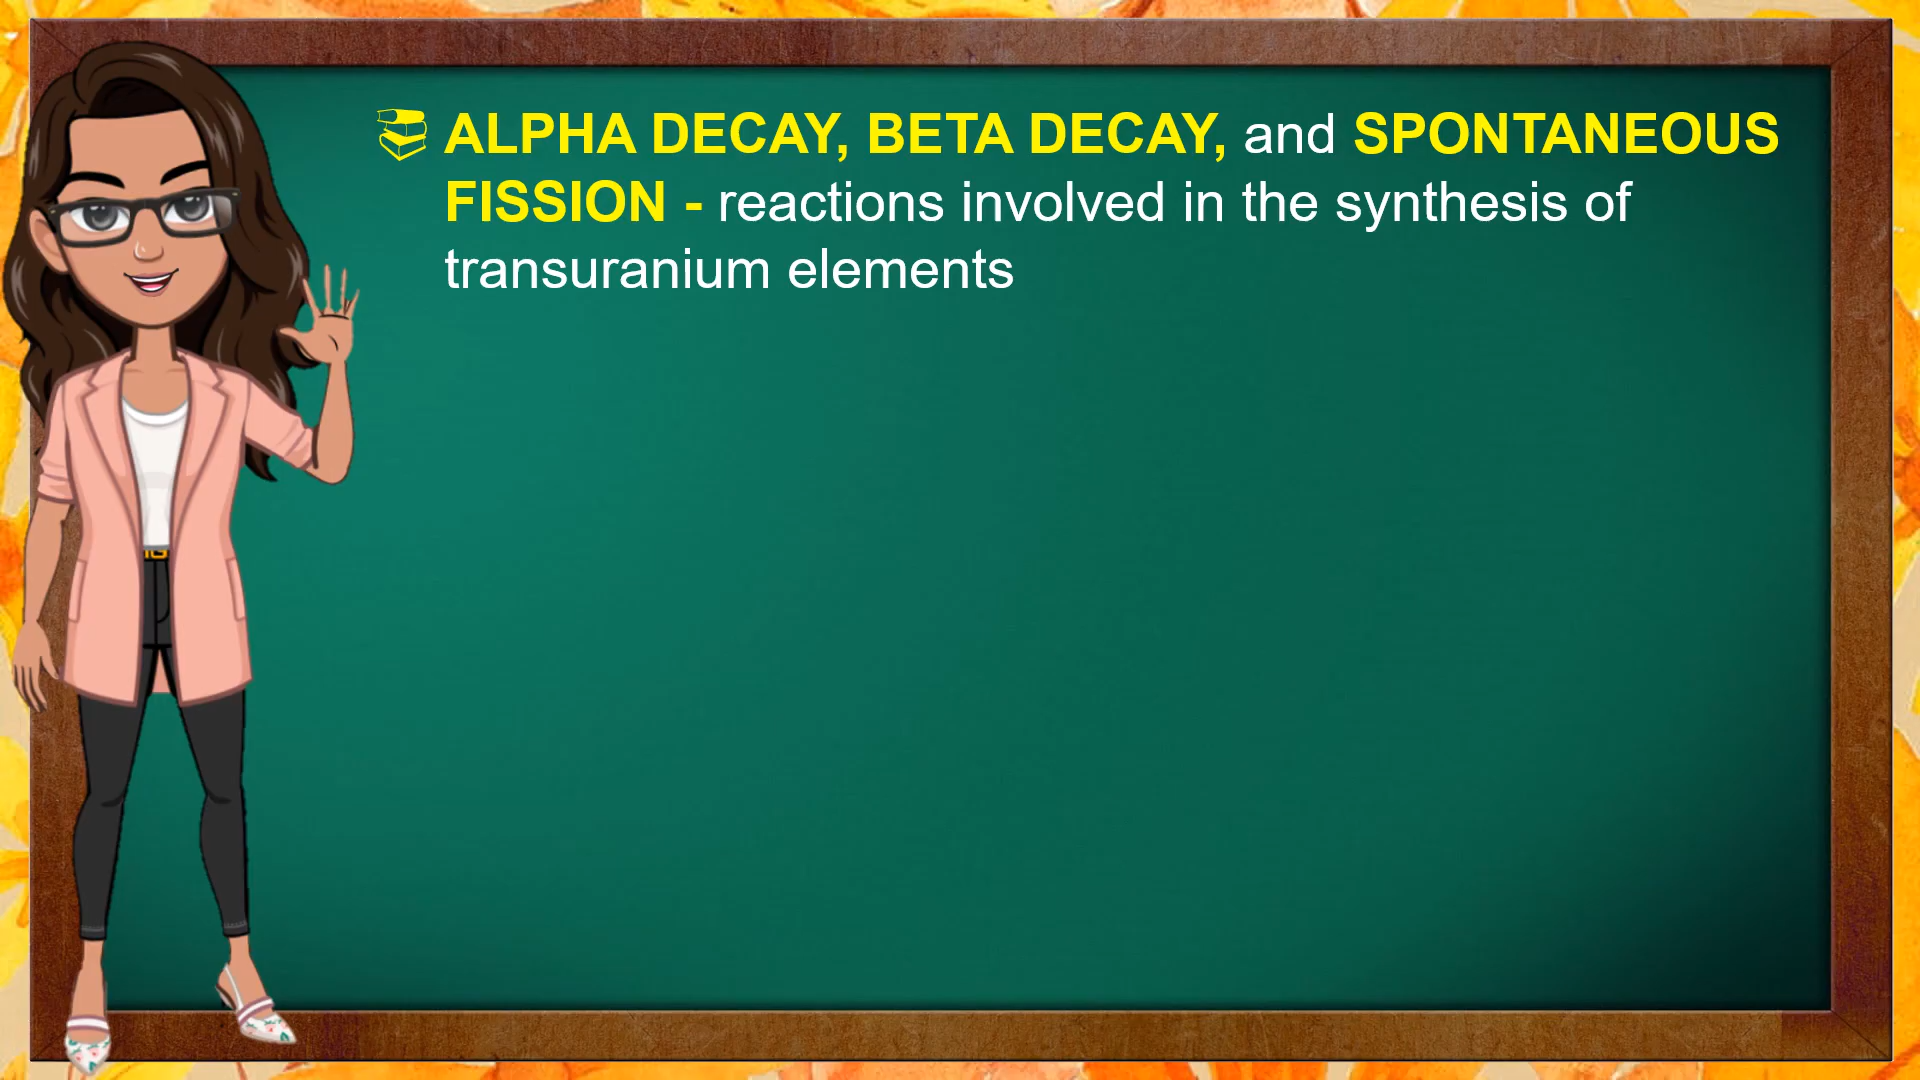 ALPHA DECAY, BETA DECAY, and SPONTANEOUS
FISSION - reactions involved in the synthesis of
transuranium elements